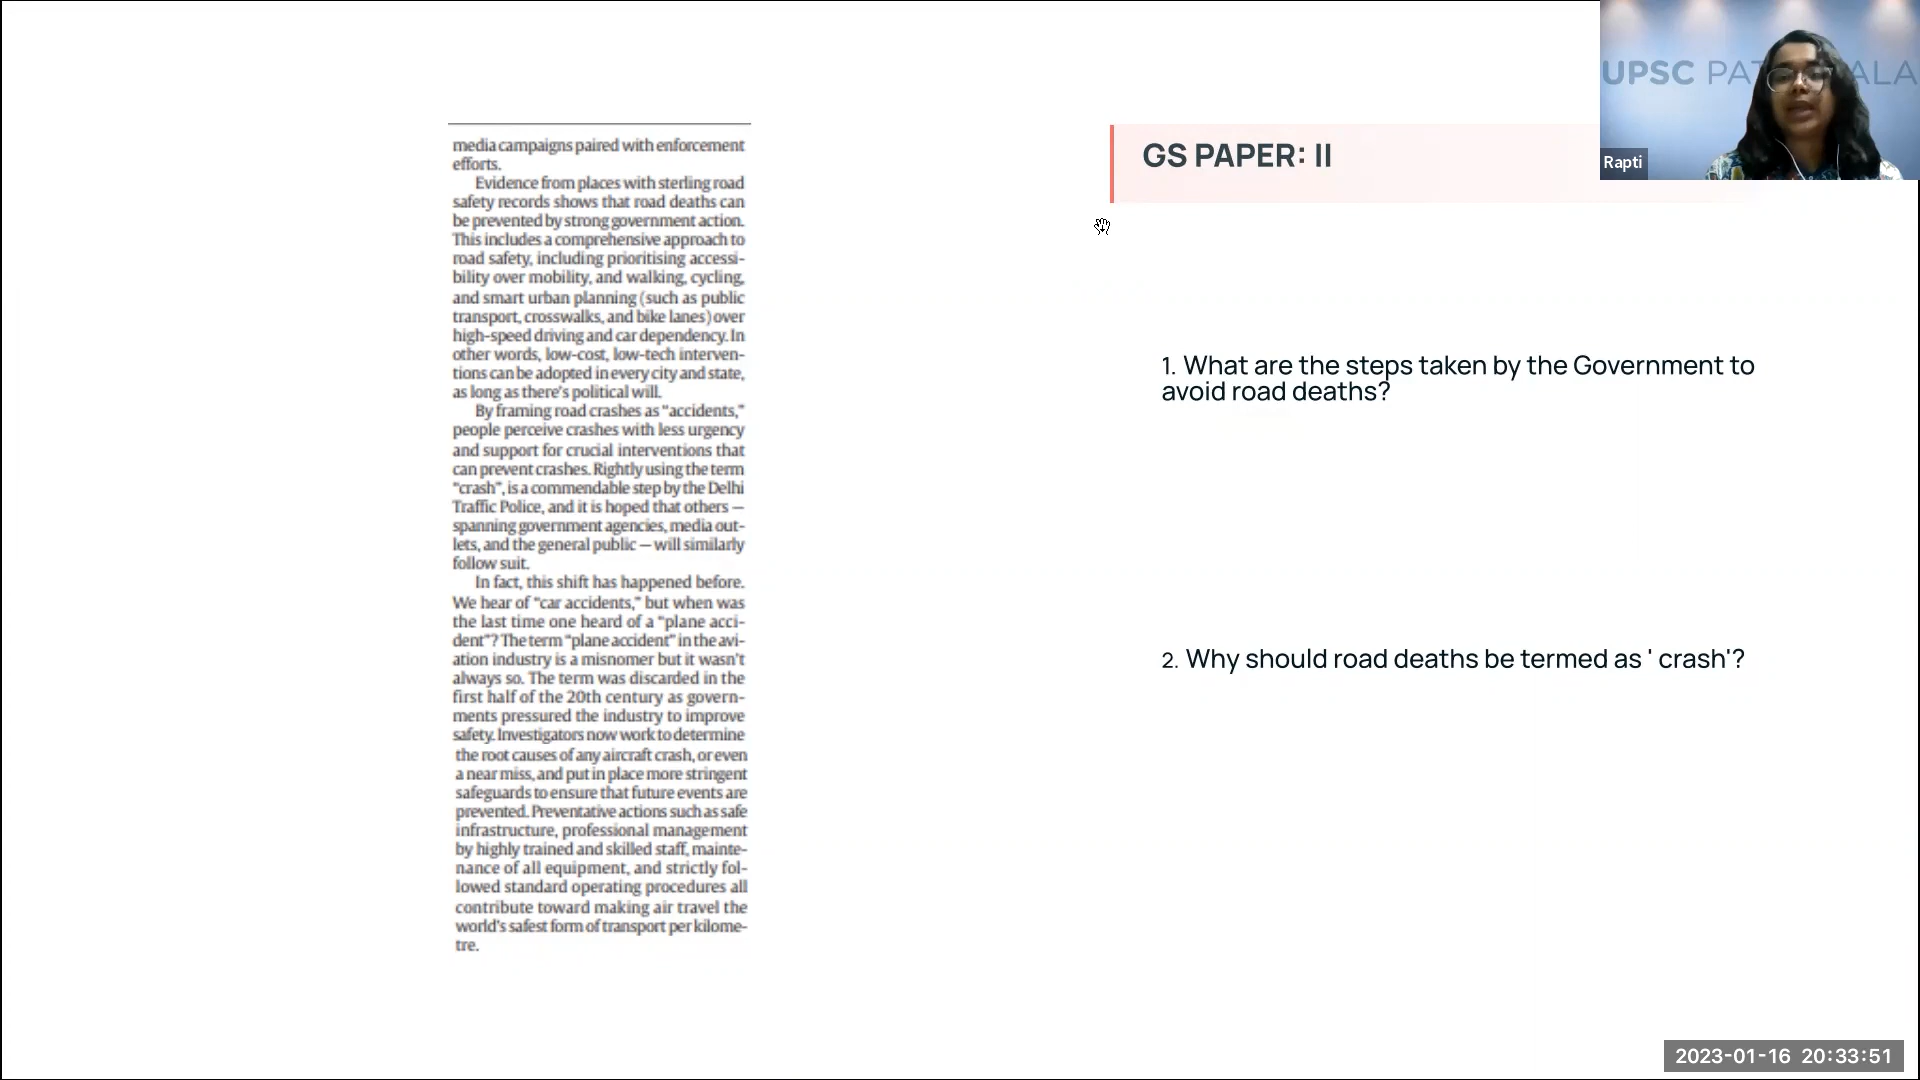 media campaigns paired with enforcement
efforts.
Evidence from places with sterling road
safety records shows that road deaths can
be prevented by strong government action.
This includes a comprehensive approach to
road safety, including prioritising accessi-
bility over mobility, and walking, cycling,
and smart urban planning (such as public
transport, crosswalks, and bike lanes) over
high-speed driving and car dependency. In
other words, low-cost, low-tech interven-
tions can be adopted in every city and state,
as long as there's political will.
By framing road crashes as "accidents,"
people perceive crashes with less urgency
and support for crucial interventions that
can prevent crashes. Rightly using the term
"crash", is a commendable step by the Delhi
Traffic Police, and it is hoped that others —
spanning government agencies, media out-
lets, and the general public — will similarly
follow suit.
In fact, this shift has happened before.
We hear of "car accidents," but when was
the last time one heard of a "plane acci-
dent"? The term "plane accident" in the avi-
ation industry is a misnomer but it wasn't
always so. The term was discarded in the
first half of the 20th century as govern-
ments pressured the industry to improve
safety. Investigators now work to determine
the root causes of any aircraft crash, or even
a near miss, and put in place more stringent
safeguards to ensure that future events are
prevented. Preventative actions such as safe
infrastructure, professional management
by highly trained and skilled staff, mainte-
nance of all equipment, and strictly fol-
lowed standard operating procedures all
contribute toward making air travel the
world's safest form of transport per kilome-
tre.
GS PAPER: II
1. What are the steps taken by the Government to
avoid road deaths?
2. Why should road deaths be termed as ' crash'?
UPSC PAT ALA
Rapti
2023-01-16 20:33:51